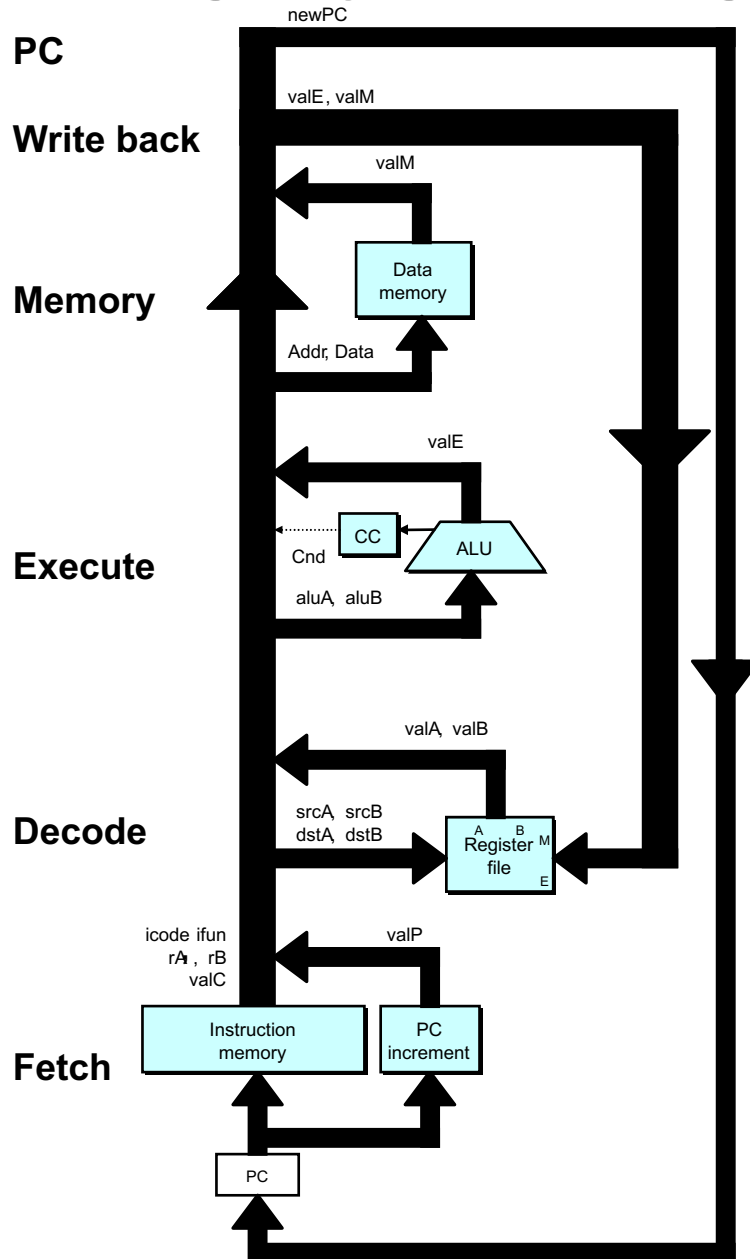 newPC
PC
valE, valM
Write back
valM
Data
memory
Memory
Addr, Data
valE
CC
ALU
Cnd
Execute
aluA, aluB
valA, valB
srcA, srcB
dstA, dstB
A B
Register M
file
E
Decode
icode ifun
rA , rB
valC
valP
Instruction
memory
PC
increment
Fetch
PC